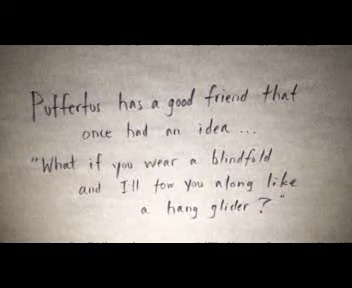 Puffertus has a good friend that
once had an idea ...
"What if you wear a blindfold
and I'll tow you along like
a hang glider?"